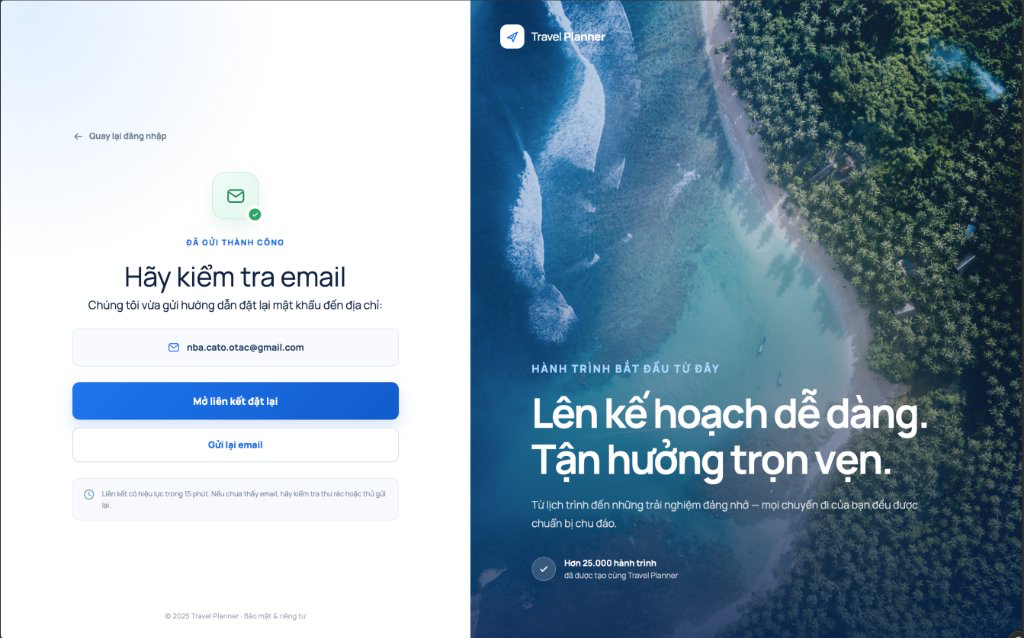 ← Quay lại đăng nhập
ĐÃ GỬI THÀNH CÔNG
Hãy kiểm tra email
Chúng tôi vừa gửi hướng dẫn đặt lại mật khẩu đến địa chỉ:
nba.cato.otac@gmail.com
Mở liên kết đặt lại
Gửi lại email
Liên kết có hiệu lực trong 15 phút. Nếu chưa thấy email, hãy kiểm tra thư rác hoặc thử gửi
lại.
© 2025 Travel Planner · Bảo mật & riêng tư
Travel Planner
HÀNH TRÌNH BẮT ĐẦU TỪ ĐÂY
Lên kế hoạch dễ dàng.
Tận hưởng trọn vẹn.
Từ lịch trình đến những trải nghiệm đáng nhớ — mọi chuyến đi của bạn đều được
chuẩn bị chu đáo.
Hơn 25.000 hành trình
đã được tạo cùng Travel Planner